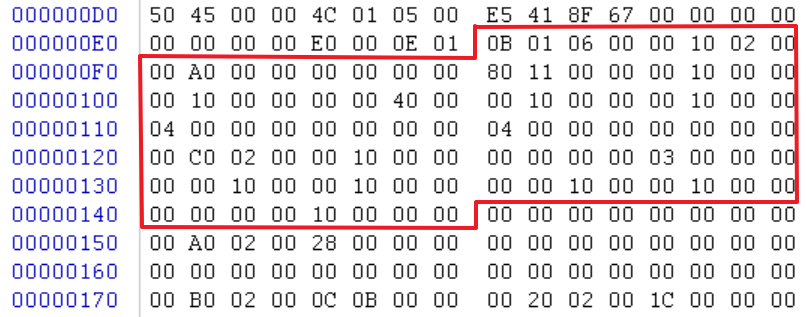 000000D0 50 45 00 00 4C 01 05 00 E5 41 8F 67 00 00 00 00
000000E0 00 00 00 00 E0 00 0E 01 0B 01 06 00 00 10 02 00
000000F0 00 A0 00 00 00 00 00 00 80 11 00 00 00 10 00 00
00000100 00 10 00 00 00 00 40 00 00 10 00 00 00 10 00 00
00000110 04 00 00 00 00 00 00 00 04 00 00 00 00 00 00 00
00000120 00 C0 02 00 00 10 00 00 00 00 00 00 03 00 00 00
00000130 00 00 10 00 00 10 00 00 00 00 10 00 00 10 00 00
00000140 00 00 00 00 10 00 00 00 00 00 00 00 00 00 00 00
00000150 00 A0 02 00 28 00 00 00 00 00 00 00 00 00 00 00
00000160 00 00 00 00 00 00 00 00 00 00 00 00 00 00 00 00
00000170 00 B0 02 00 0C 0B 00 00 00 20 02 00 1C 00 00 00